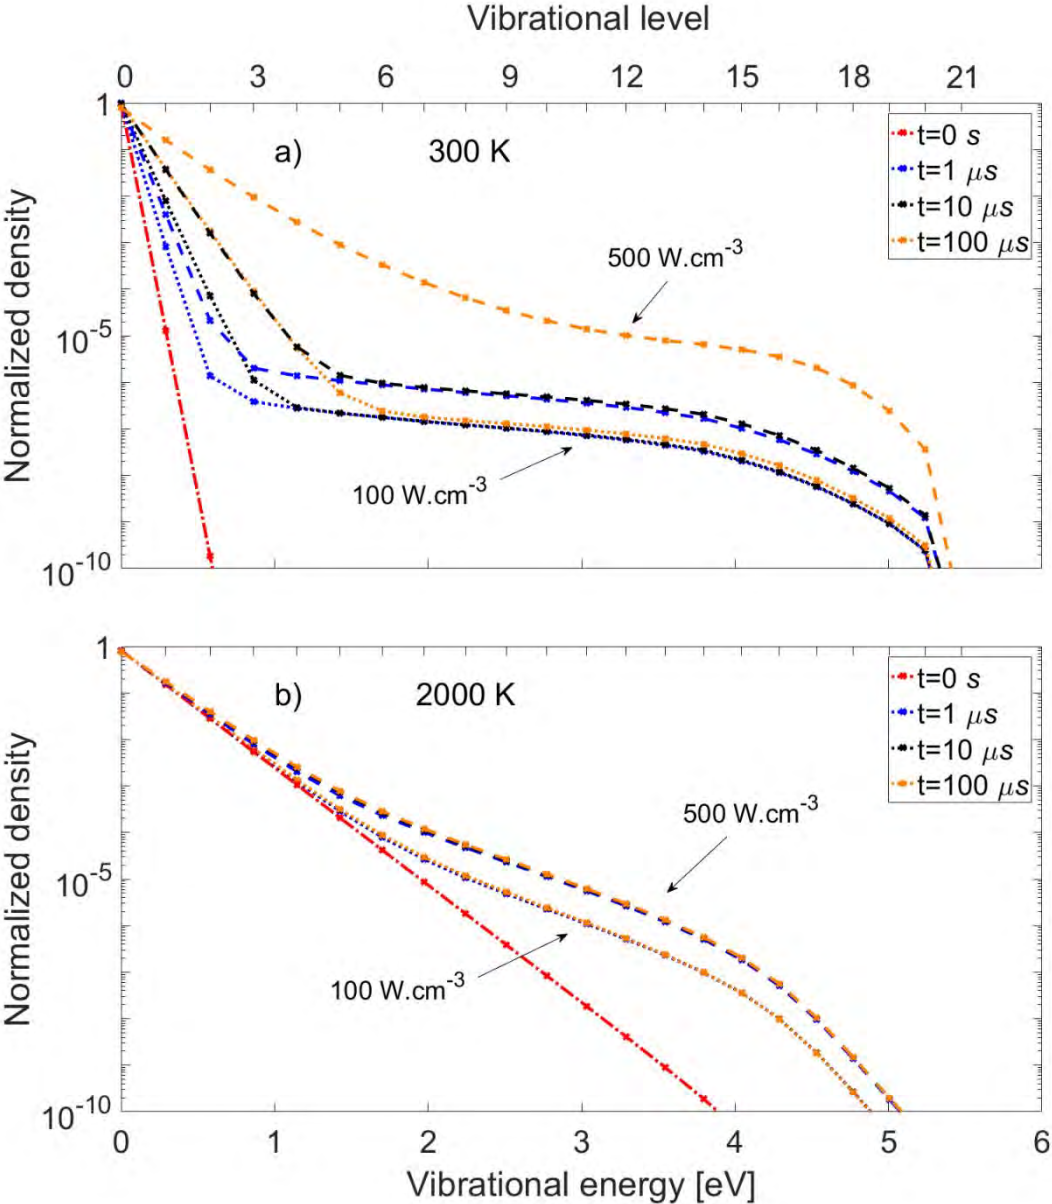 Vibrational level
0 3 6 9 12 15 18 21
1
10-5
10-10
Normalized density
a) 300 K
t=0 s
t=1 μs
t=10 μs
t=100 μs
500 W.cm-3
100 W.cm-3
1
10-5
10-10
Normalized density
b) 2000 K
t=0 s
t=1 μs
t=10 μs
t=100 μs
500 W.cm-3
100 W.cm-3
0 1 2 3 4 5 6
Vibrational energy [eV]